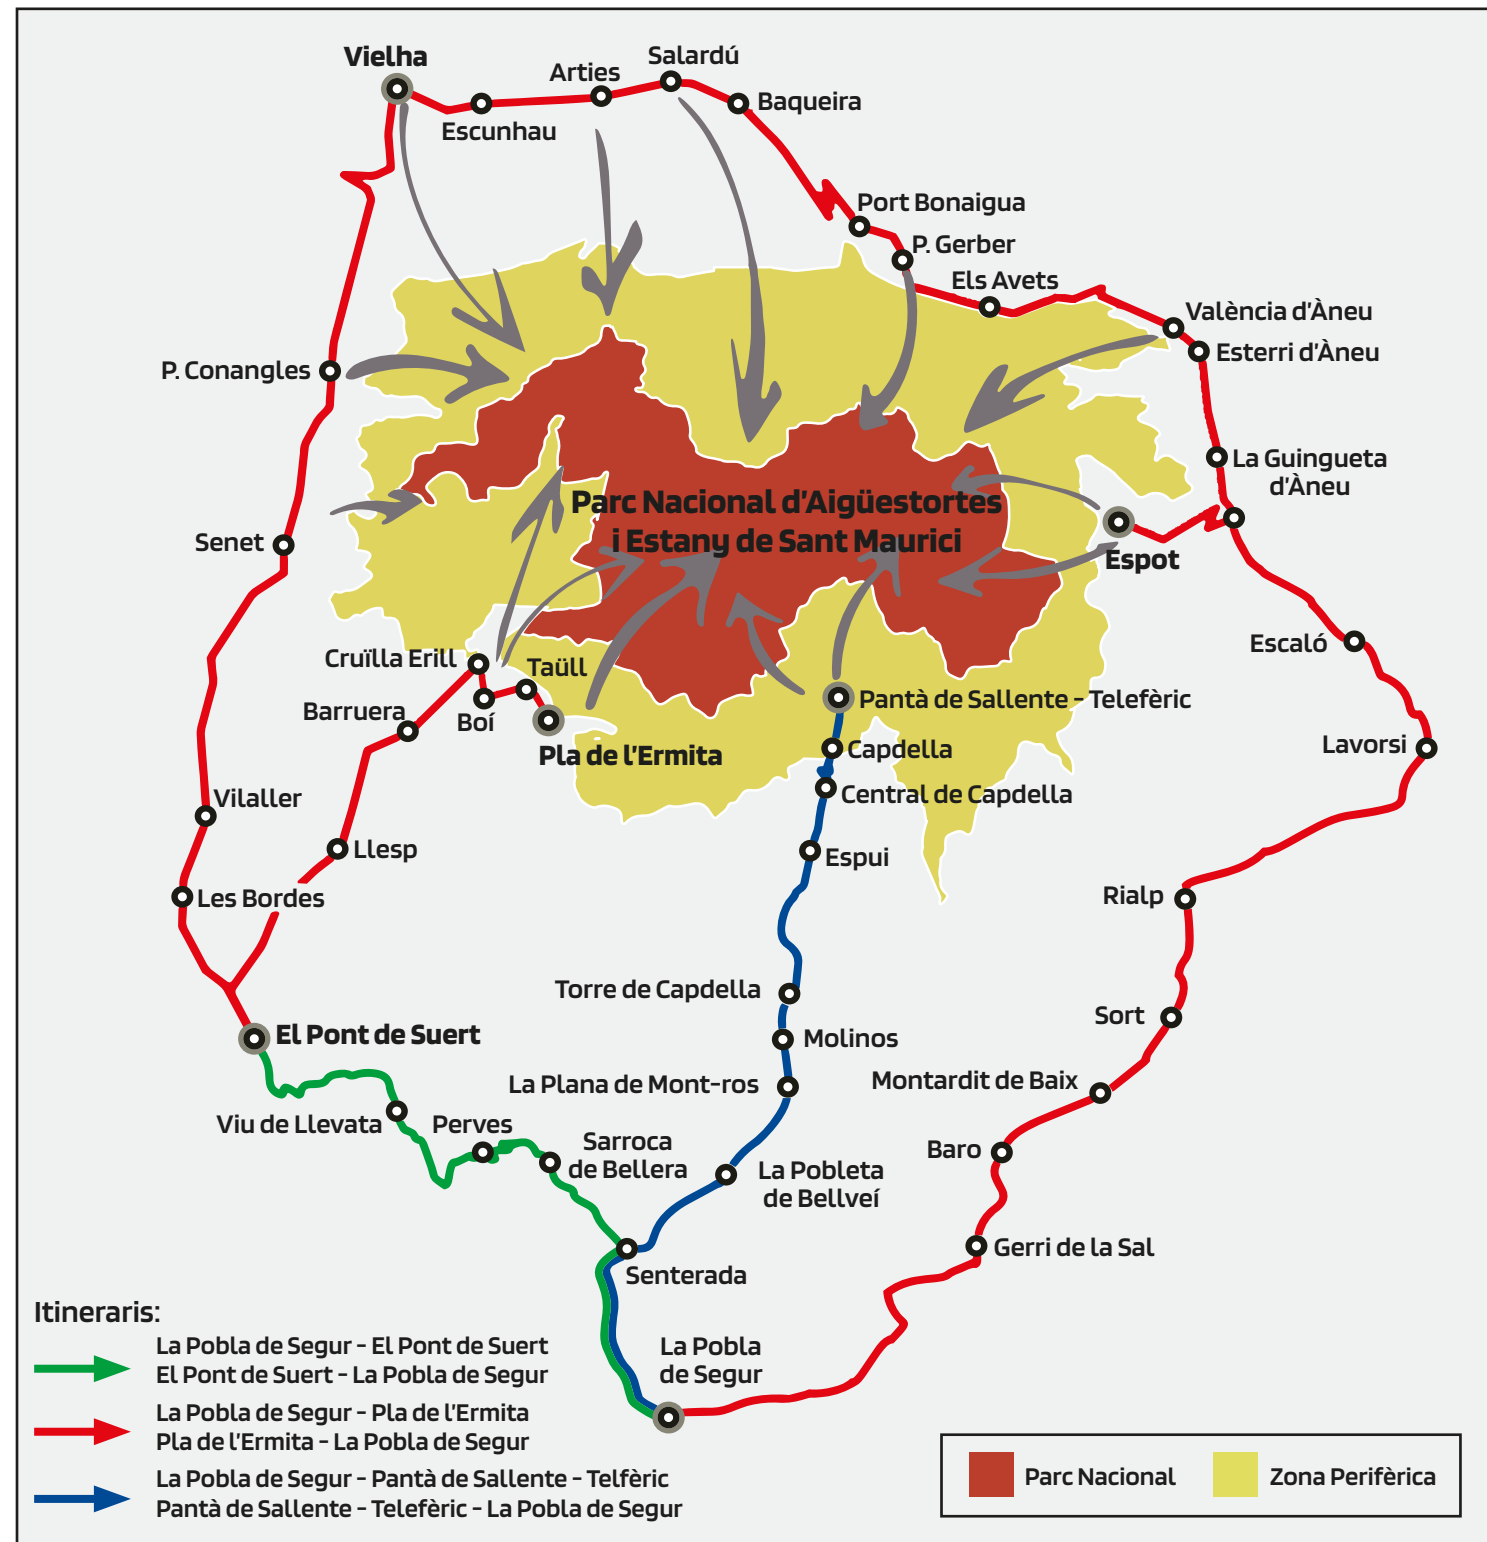 Vielha
Salardú
Arties
Baqueira
Escunhau
Port Bonaigua
P. Gerber
Els Avets
València d'Àneu
Esterri d'Àneu
P. Conangles
La Guingueta
d'Àneu
Parc Nacional d'Aigüestortes
i Estany de Sant Maurici
Senet
Espot
Escaló
Cruïlla Erill
Taüll
Pantà de Sallente - Telefèric
Barruera
Boí
Lavorsi
Pla de l'Ermita
Capdella
Central de Capdella
Vilaller
Llesp
Espui
Les Bordes
Rialp
Torre de Capdella
Sort
El Pont de Suert
Molinos
La Plana de Mont-ros
Montardit de Baix
Viu de Llevata
Perves
Sarroca
de Bellera
Baro
La Pobleta
de Bellveí
Gerri de la Sal
Senterada
La Pobla
de Segur
Itineraris:
La Pobla de Segur - El Pont de Suert
El Pont de Suert - La Pobla de Segur
La Pobla de Segur - Pla de l'Ermita
Pla de l'Ermita - La Pobla de Segur
La Pobla de Segur - Pantà de Sallente - Telfèric
Pantà de Sallente - Telefèric - La Pobla de Segur
Parc Nacional
Zona Perifèrica